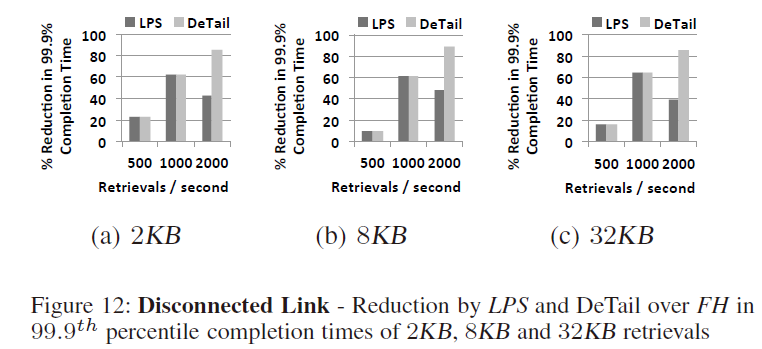 LPS DeTail
% Reduction in 99.9%
Completion Time
100
80
60
40
20
0
500 1000 2000
Retrievals / second
(a) 2KB
LPS DeTail
% Reduction in 99.9%
Completion Time
100
80
60
40
20
0
500 1000 2000
Retrievals / second
(b) 8KB
LPS DeTail
% Reduction in 99.9%
Completion Time
100
80
60
40
20
0
500 1000 2000
Retrievals / second
(c) 32KB
Figure 12: Disconnected Link - Reduction by LPS and DeTail over FH in
99.9th percentile completion times of 2KB, 8KB and 32KB retrievals